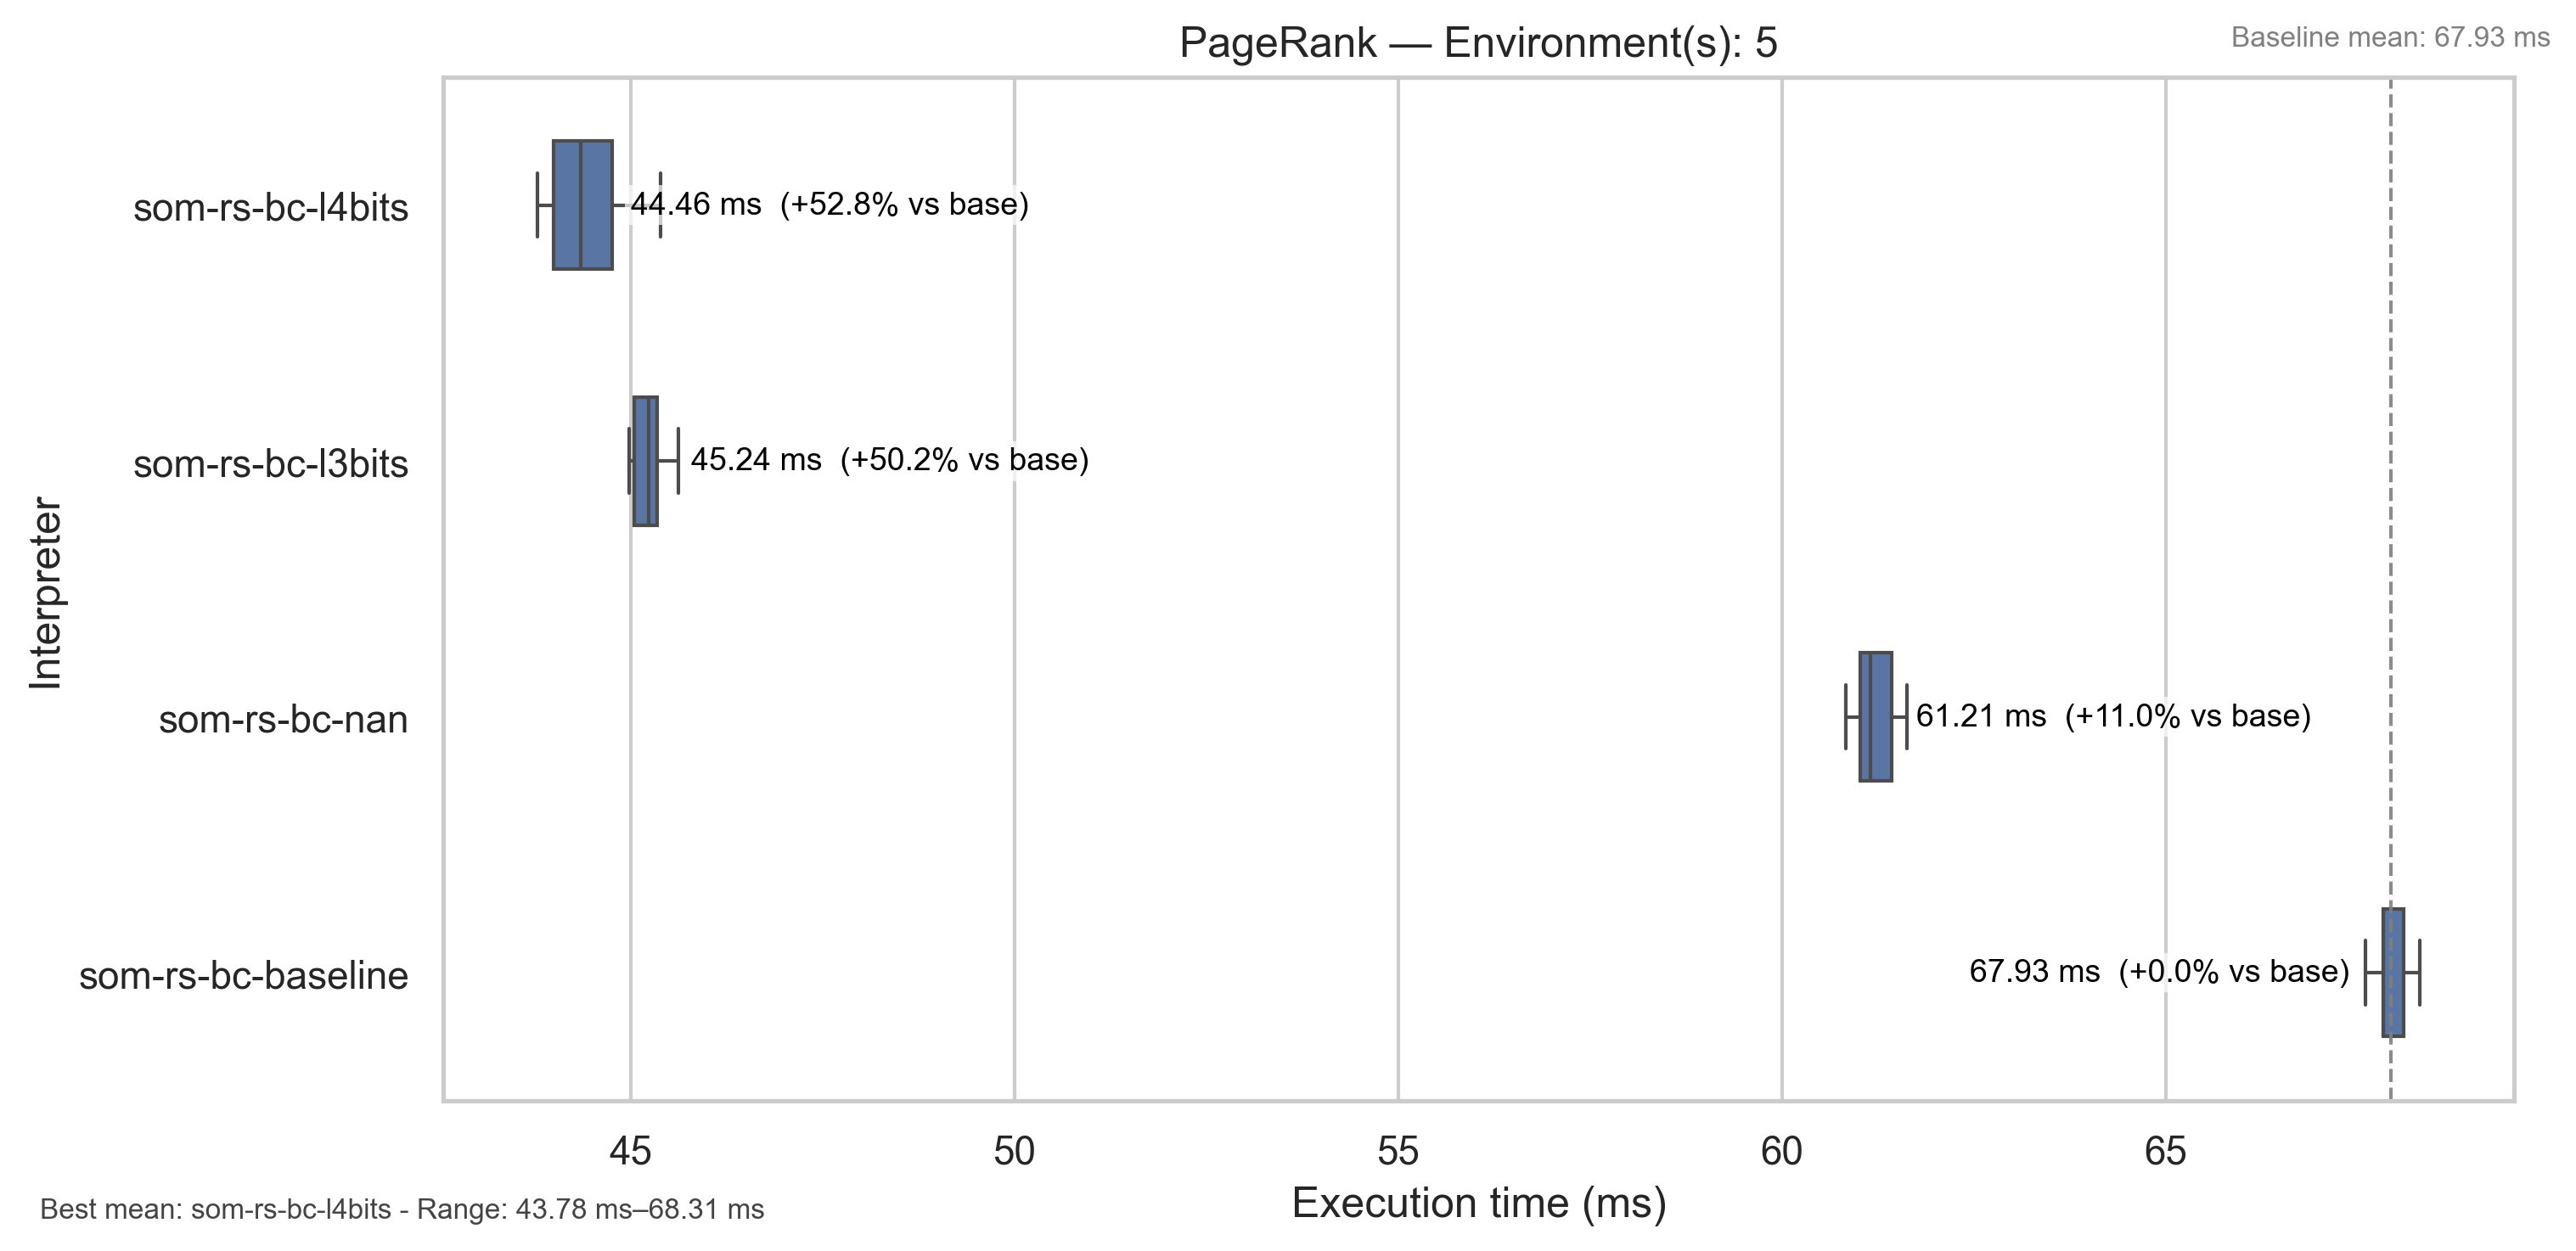 PageRank — Environment(s): 5
Baseline mean: 67.93 ms
som-rs-bc-l4bits
44.46 ms (+52.8% vs base)
som-rs-bc-l3bits
45.24 ms (+50.2% vs base)
Interpreter
som-rs-bc-nan
61.21 ms (+11.0% vs base)
som-rs-bc-baseline
67.93 ms (+0.0% vs base)
45 50 55 60 65
Execution time (ms)
Best mean: som-rs-bc-l4bits - Range: 43.78 ms–68.31 ms